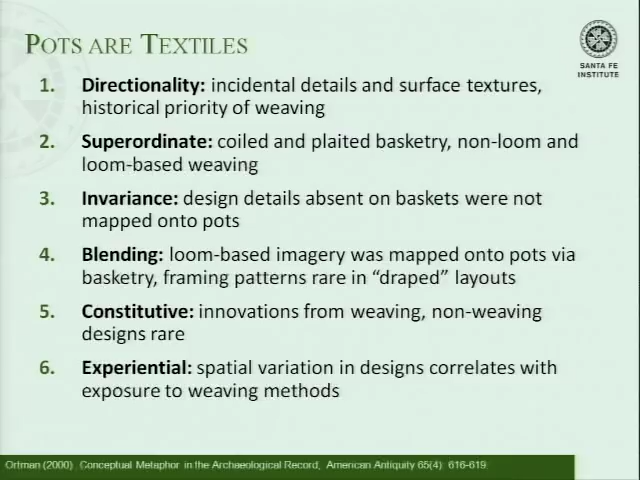 POTS ARE TEXTILES
SANTA FE
INSTITUTE
1. Directionality: incidental details and surface textures,
historical priority of weaving
2. Superordinate: coiled and plaited basketry, non-loom and
loom-based weaving
3. Invariance: design details absent on baskets were not
mapped onto pots
4. Blending: loom-based imagery was mapped onto pots via
basketry, framing patterns rare in “draped” layouts
5. Constitutive: innovations from weaving, non-weaving
designs rare
6. Experiential: spatial variation in designs correlates with
exposure to weaving methods
Ortman (2000) Conceptual Metaphor in the Archaeological Record, American Antiquity 65(4): 616-619.